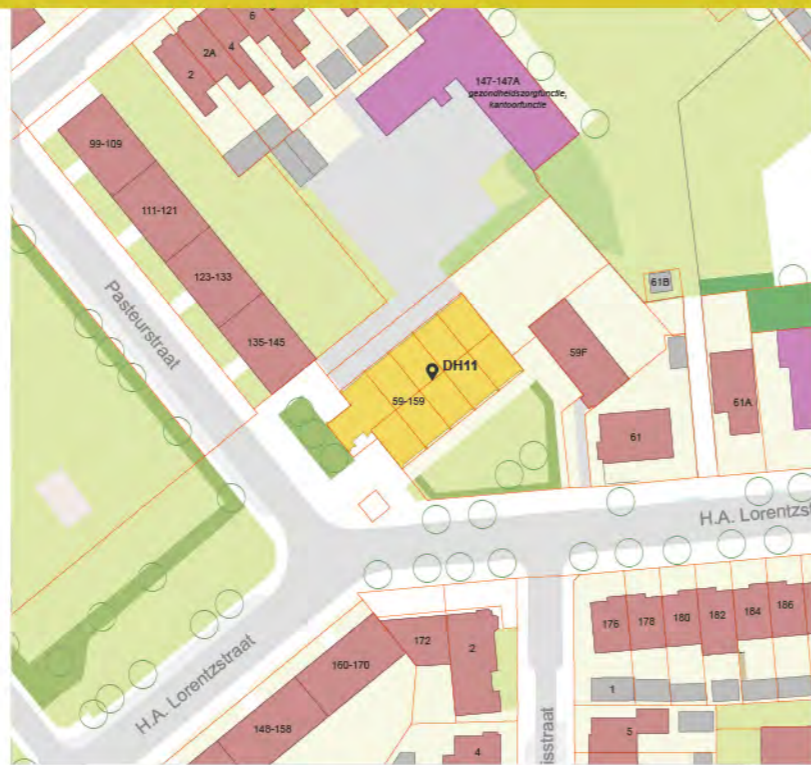 6
2A
4
2
147-147A
gezondheidszorgfunctie,
kantoorfunctie
99-109
111-121
123-133
135-145
Pasteurstraat
61B
DH11
59F
59-159
61A
61
H.A. Lorentzst
176
178
180
182
184
186
172
2
160-170
1
H.A. Lorentzstraat
148-158
isstraat
5
4